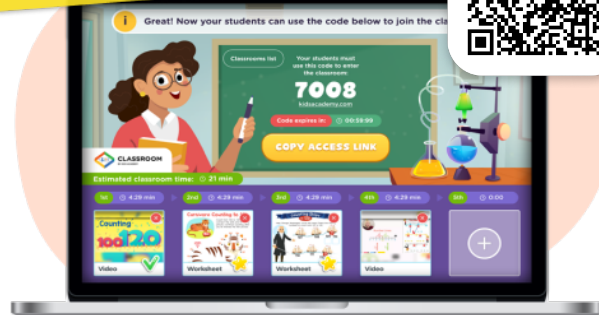 i Great! Now your students can use the code below to join the cla
Classrooms list
Your students must
use this code to enter
the classroom
7008
kidsacademy.com
Code expires in: 00:59:99
COPY ACCESS LINK
CLASSROOM
Estimated classroom time: 21 min
1st 4:29 min 2nd 4:29 min 3rd 4:29 min 4th 4:29 min 5th 0:00
Counting
100 120
Video Worksheet Worksheet Video